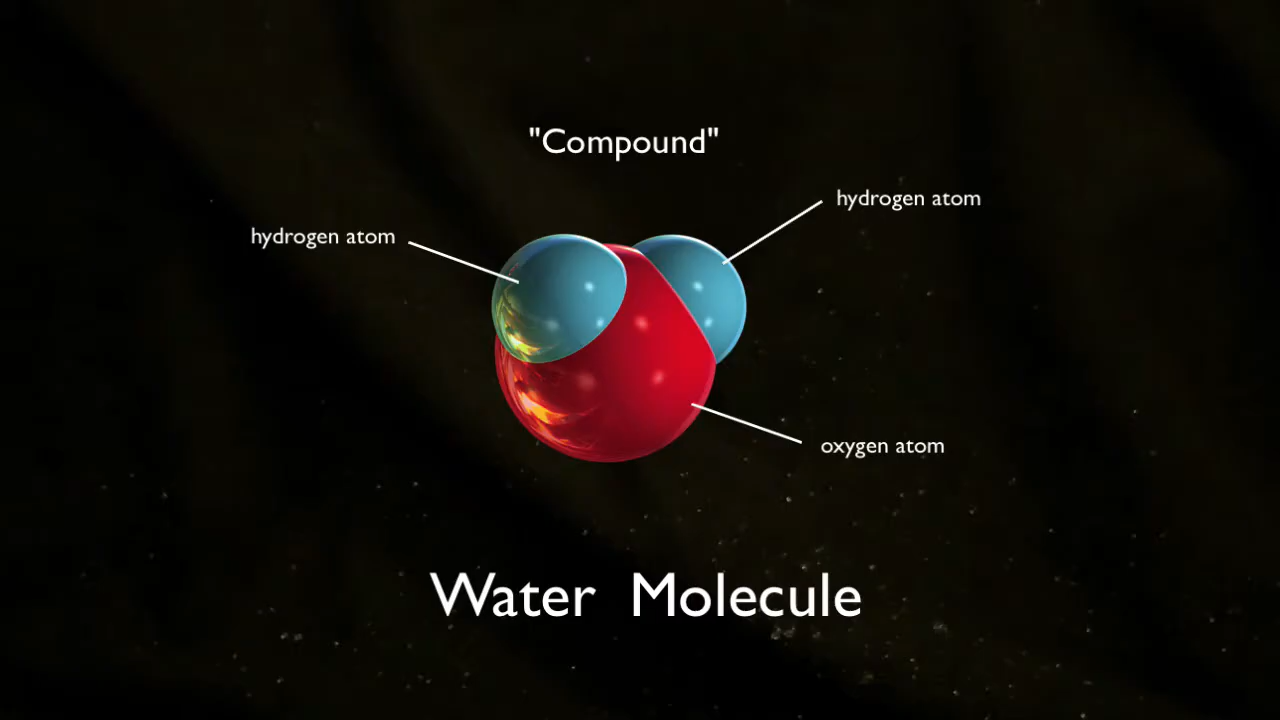 "Compound"
hydrogen atom
hydrogen atom
oxygen atom
Water Molecule